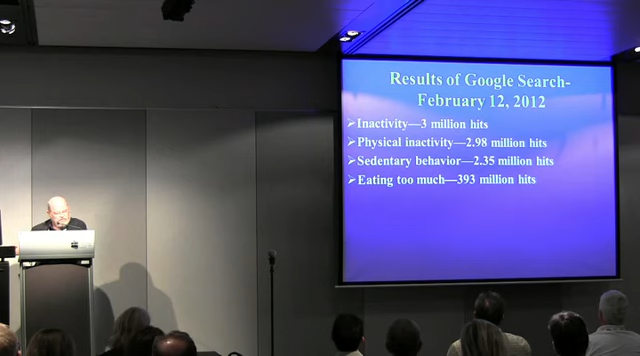 Results of Google Search-
February 12, 2012
➢Inactivity—3 million hits
➢Physical inactivity—2.98 million hits
➢Sedentary behavior—2.35 million hits
➢Eating too much—393 million hits